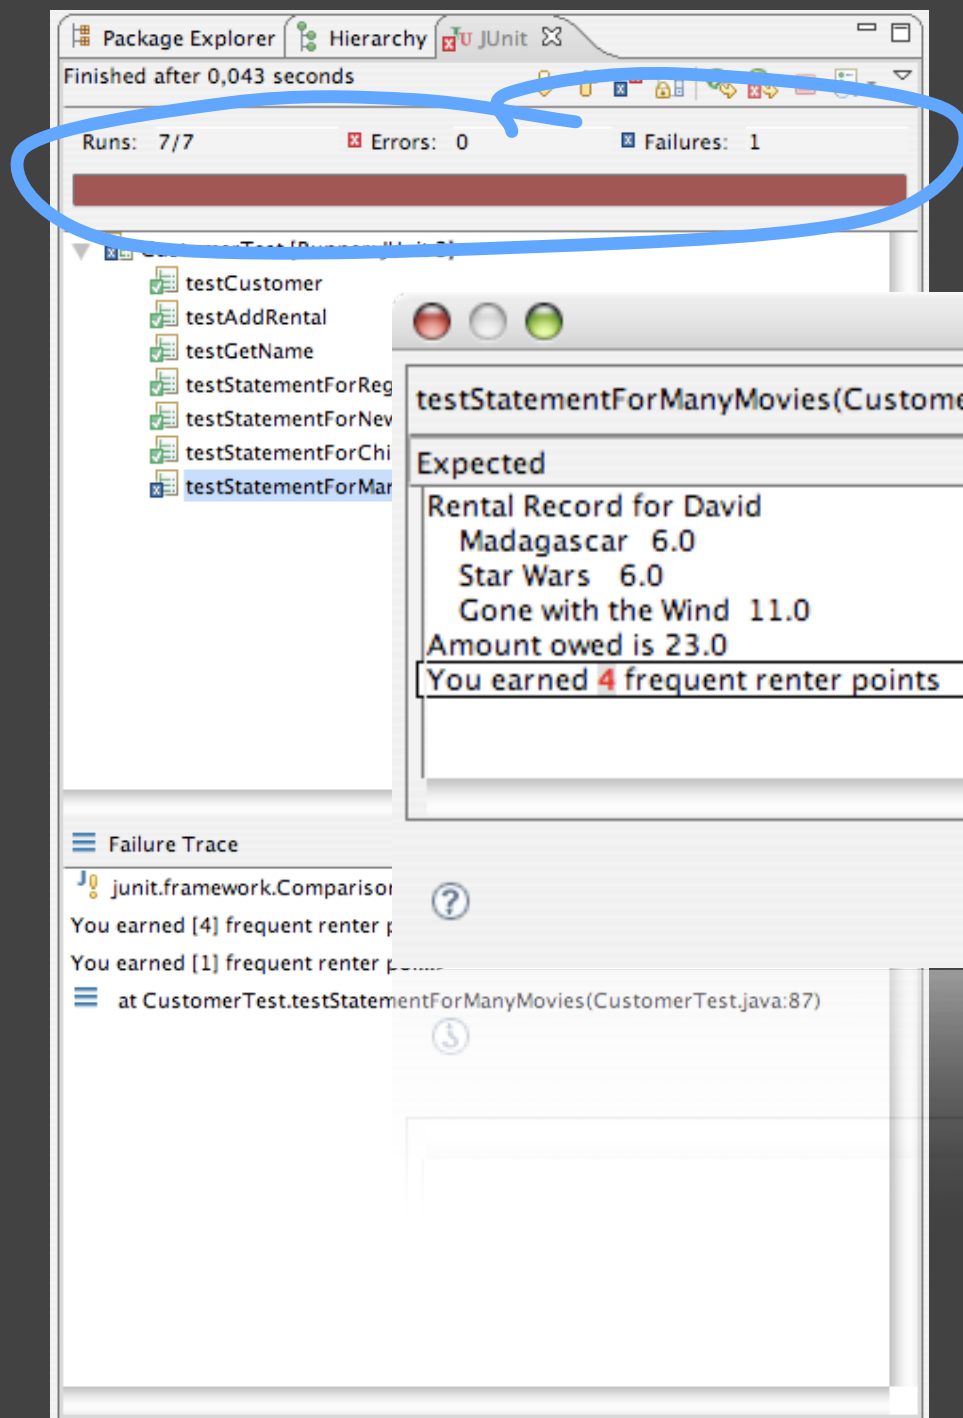 Package Explorer Hierarchy JUnit
Finished after 0,043 seconds
Runs: 7/7 Errors: 0 Failures: 1
testCustomer
testAddRental
testGetName
testStatementForReg
testStatementForNew
testStatementForChi
testStatementForMar
testStatementForManyMovies(Custome
Expected
Rental Record for David
Madagascar 6.0
Star Wars 6.0
Gone with the Wind 11.0
Amount owed is 23.0
You earned 4 frequent renter points
Failure Trace
junit.framework.Comparison
You earned [4] frequent renter p
You earned [1] frequent renter
at CustomerTest.testStatementForManyMovies(CustomerTest.java:87)